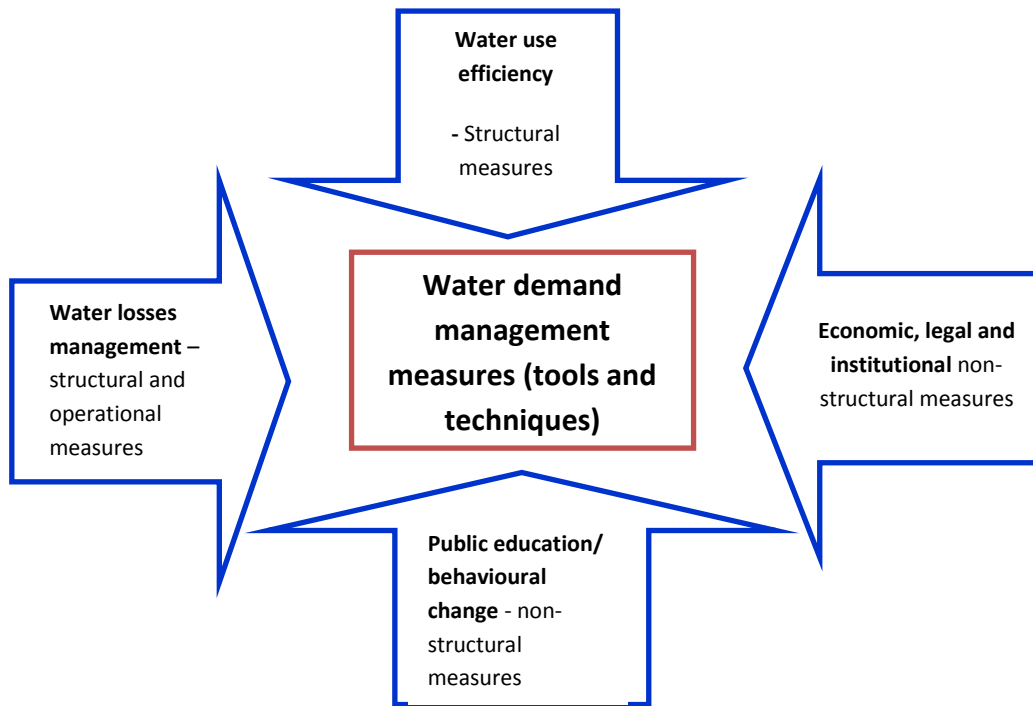 Water use
efficiency
- Structural
measures
Water losses
management –
structural and
operational
measures
Water demand
management
measures (tools and
techniques)
Economic, legal and
institutional non-
structural measures
Public education/
behavioural
change - non-
structural
measures